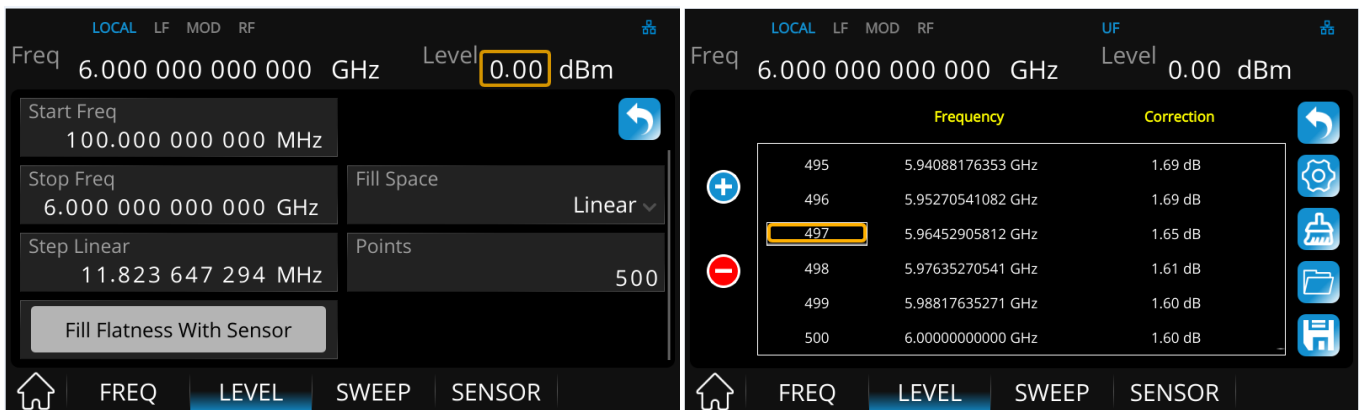 LOCAL LF MOD RF
Freq 6.000 000 000 000 GHz Level 0.00 dBm
Start Freq
100.000 000 000 MHz
Stop Freq Fill Space
6.000 000 000 000 GHz Linear
Step Linear Points
11.823 647 294 MHz 500
Fill Flatness With Sensor
FREQ LEVEL SWEEP SENSOR
LOCAL LF MOD RF UF
Freq 6.000 000 000 000 GHz Level 0.00 dBm
Frequency Correction
495 5.94088176353 GHz 1.69 dB
496 5.95270541082 GHz 1.69 dB
497 5.96452905812 GHz 1.65 dB
498 5.97635270541 GHz 1.61 dB
499 5.98817635271 GHz 1.60 dB
500 6.00000000000 GHz 1.60 dB
FREQ LEVEL SWEEP SENSOR